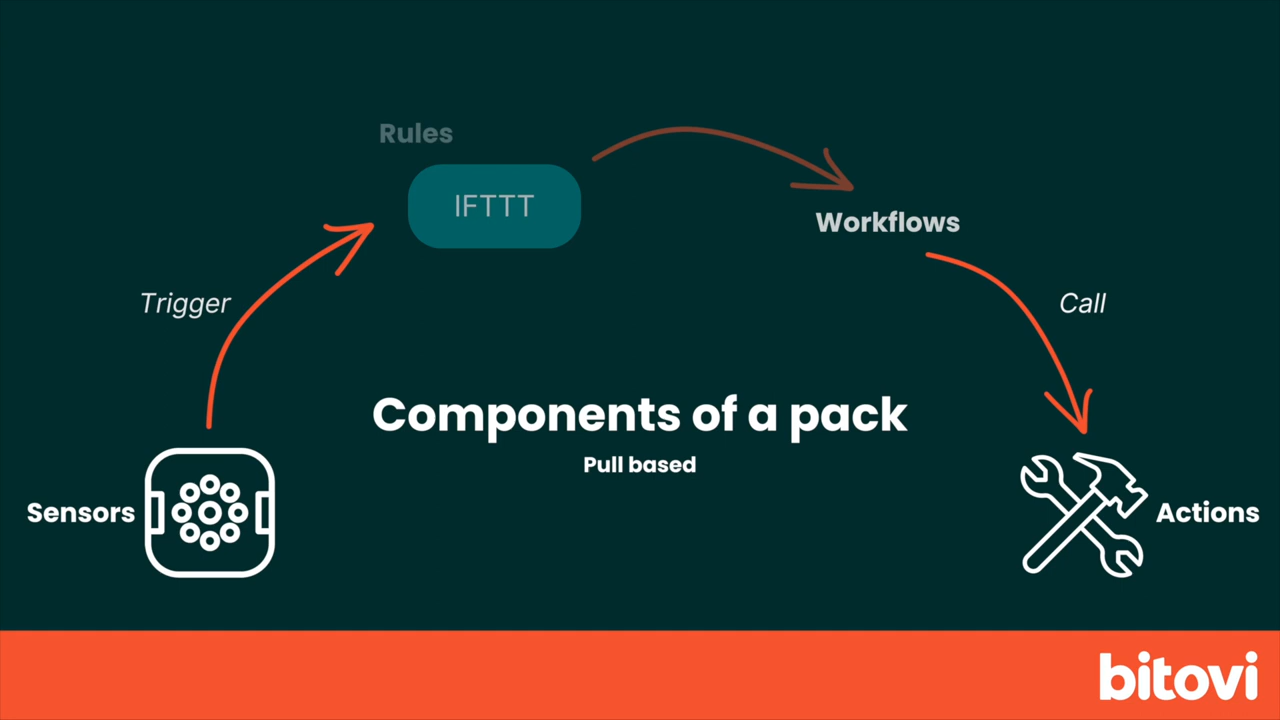 Rules
IFTTT
Workflows
Trigger
Call
Components of a pack
Pull based
Sensors
Actions
bitovi